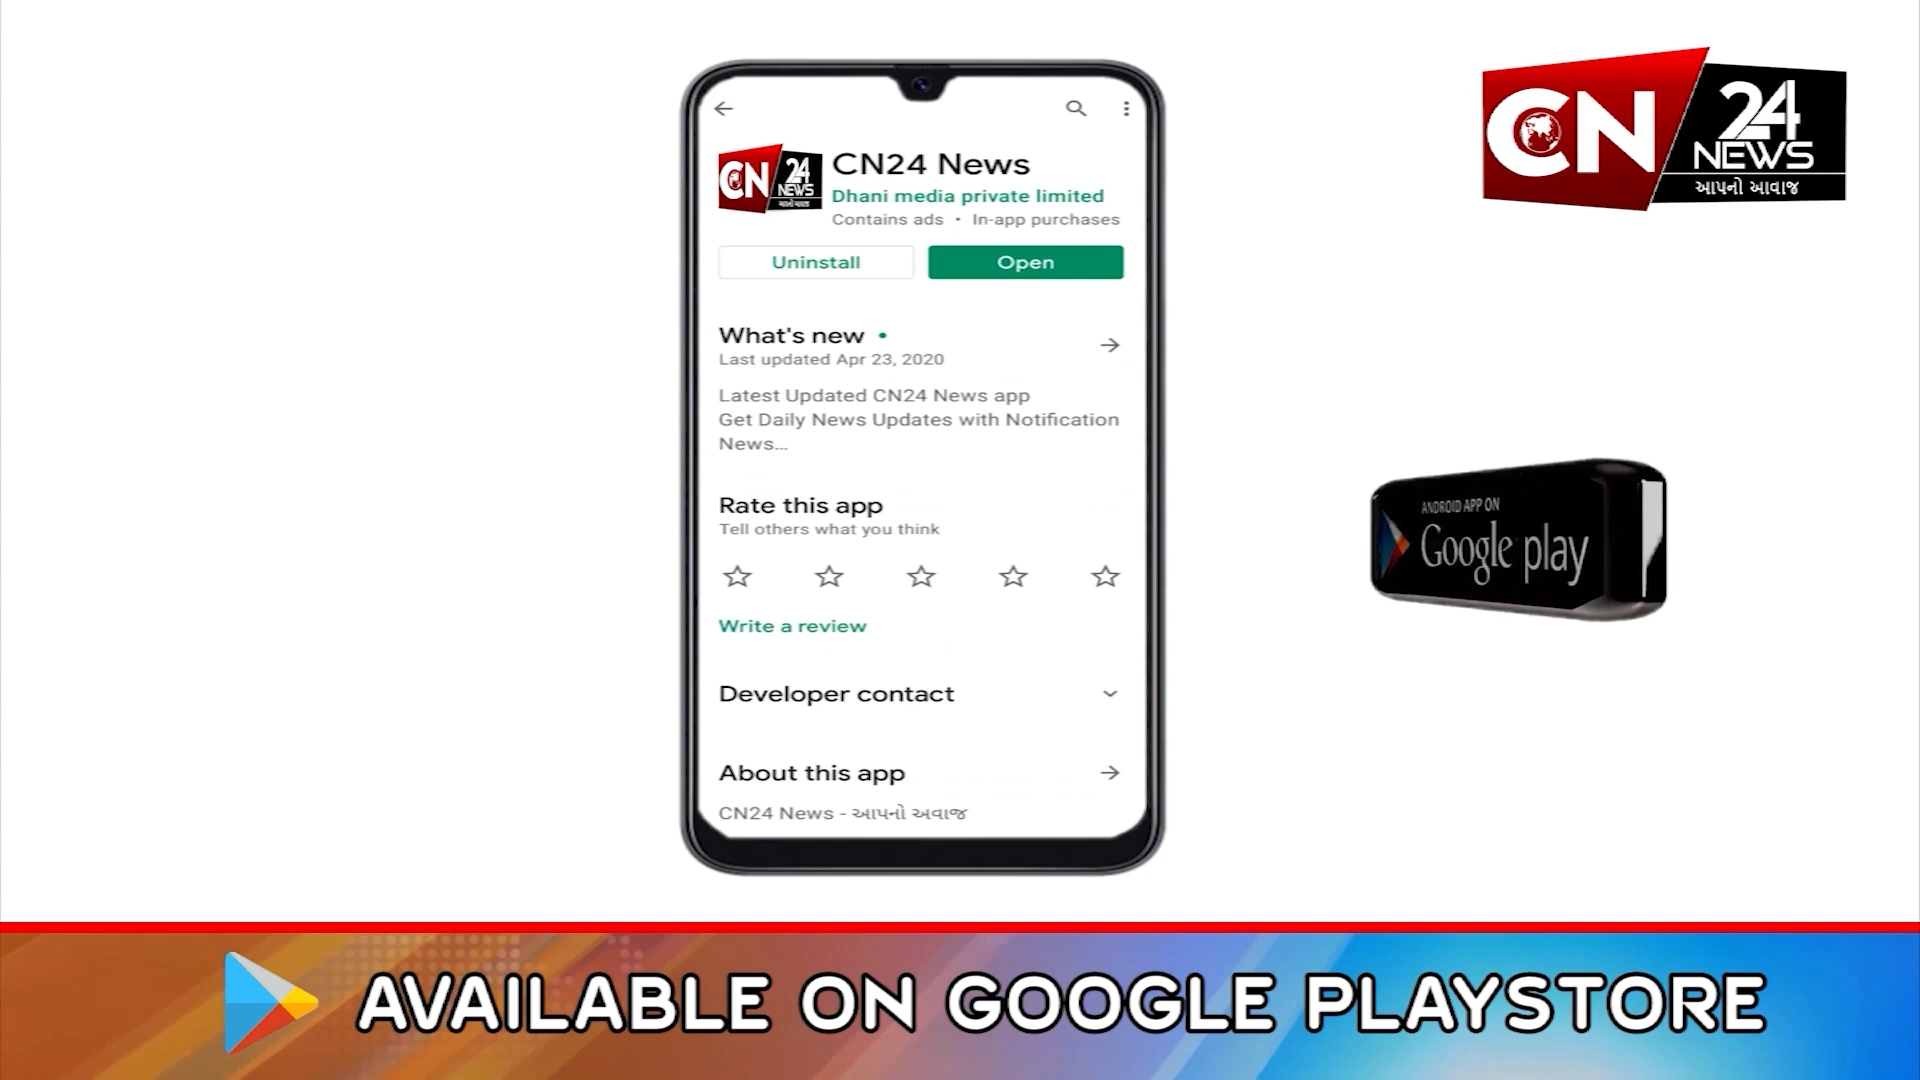 CN24 News
Dhani media private limited
Contains ads • In-app purchases
Uninstall
Open
What's new •
Last updated Apr 23, 2020
Latest Updated CN24 News app
Get Daily News Updates with Notification
News...
Rate this app
Tell others what you think
Write a review
Developer contact
About this app
CN24 News - આપનો અવાજ
CN 24
NEWS
CN
24
NEWS
આપનો અવાજ
ANDROID APP ON
Google play
AVAILABLE ON GOOGLE PLAYSTORE